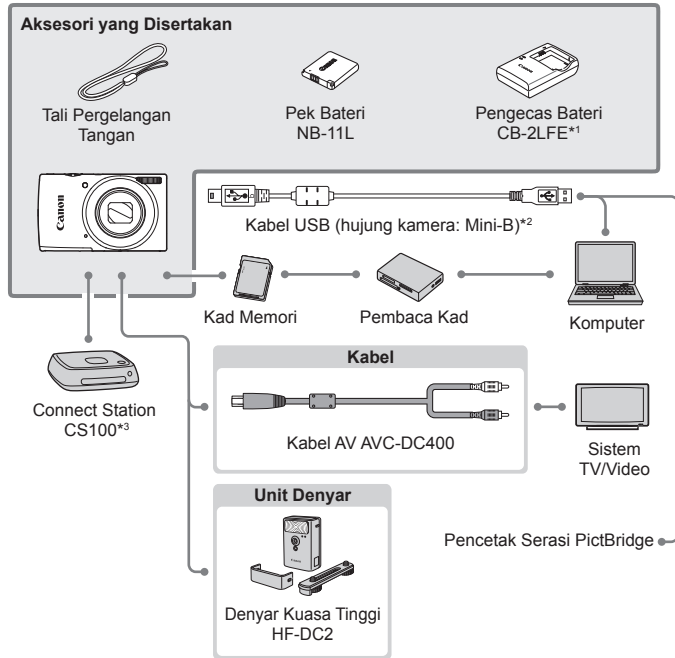 Aksesori yang Disertakan
Tali Pergelangan
Tangan
Pek Bateri
NB-11L
Pengecas Bateri
CB-2LFE*1
Canon
Kabel USB (hujung kamera: Mini-B)*2
Kad Memori
Pembaca Kad
Komputer
Connect Station
CS100*3
Kabel
Kabel AV AVC-DC400
Sistem
TV/Video
Unit Denyar
Pencetak Serasi PictBridge
Denyar Kuasa Tinggi
HF-DC2